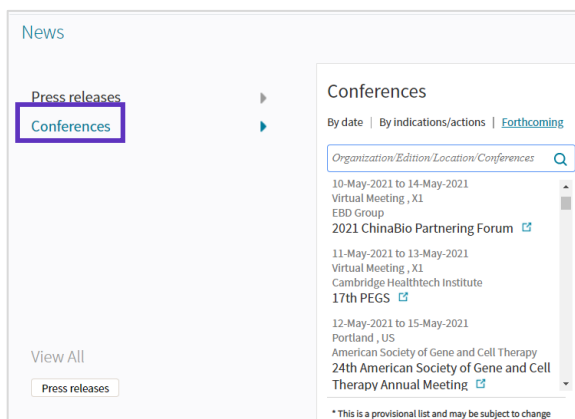 News
Press releases
Conferences
View All
Press releases
Conferences
By date | By indications/actions | Forthcoming
Organization/Edition/Location/Conferences
10-May-2021 to 14-May-2021
Virtual Meeting , X1
EBD Group
2021 ChinaBio Partnering Forum
11-May-2021 to 13-May-2021
Virtual Meeting , X1
Cambridge Healthtech Institute
17th PEGS
12-May-2021 to 15-May-2021
Portland , US
American Society of Gene and Cell Therapy
24th American Society of Gene and Cell
Therapy Annual Meeting
* This is a provisional list and may be subject to change